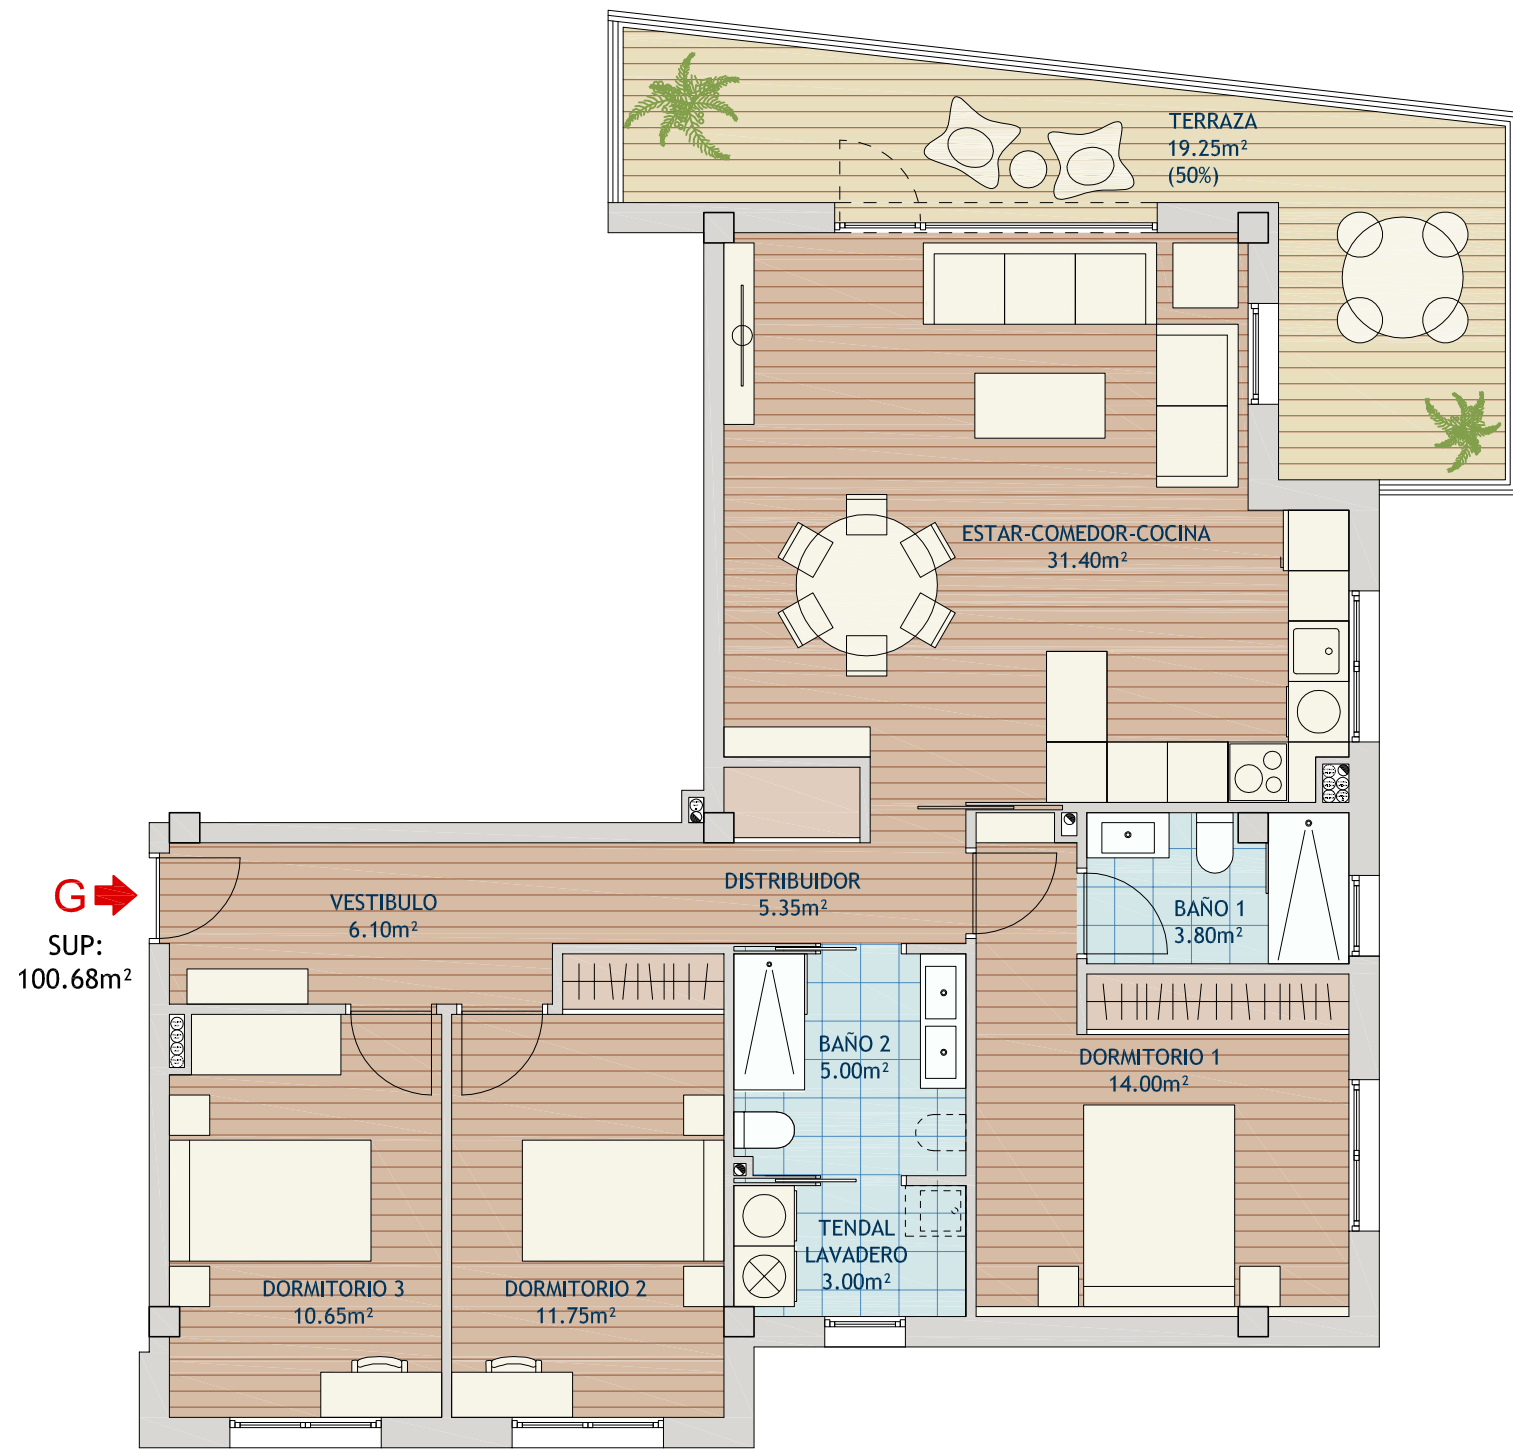 TERRAZA
19.25m²
(50%)
ESTAR-COMEDOR-COCINA
31.40m²
G
SUP:
100.68m²
VESTIBULO
6.10m²
DISTRIBUIDOR
5.35m²
BAÑO 1
3.80m²
BAÑO 2
5.00m²
DORMITORIO 1
14.00m²
TENDAL
LAVADERO
3.00m²
DORMITORIO 3
10.65m²
DORMITORIO 2
11.75m²